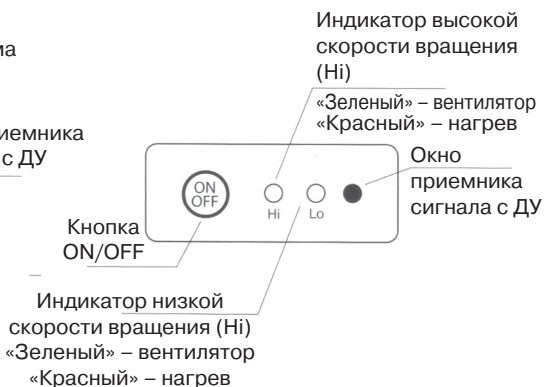 Индикатор высокой
скорости вращения
(Hi)
«Зеленый» – вентилятор
«Красный» – нагрев
с ДУ
Окно
приемника
сигнала с ДУ
ON
OFF
Hi
Lo
Кнопка
ON/OFF
Индикатор низкой
скорости вращения (Hi)
«Зеленый» – вентилятор
«Красный» – нагрев